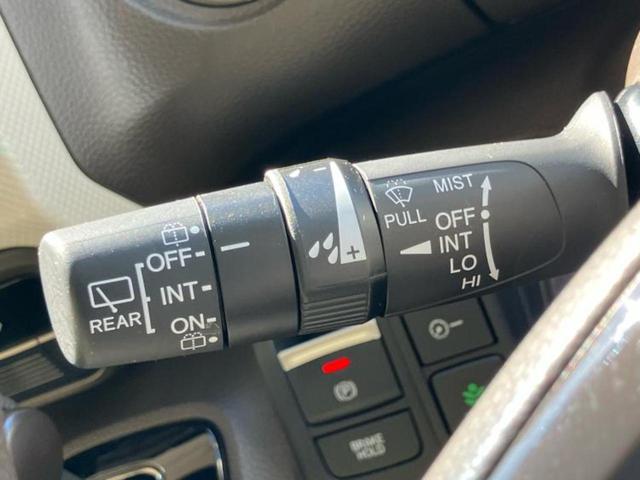 OFF
INT
REAR
ON
- 
+
MIST
PULL
OFF
INT
LO
HI
BRAKE
HOLD